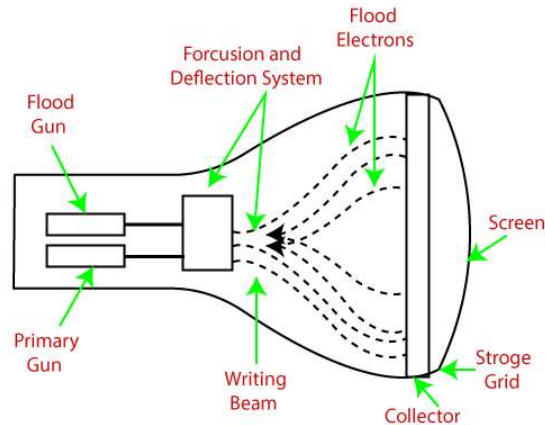 Flood
Electrons
Forcusion and
Deflection System
Flood
Gun
Screen
Primary
Gun
Writing
Beam
Stroge
Grid
Collector